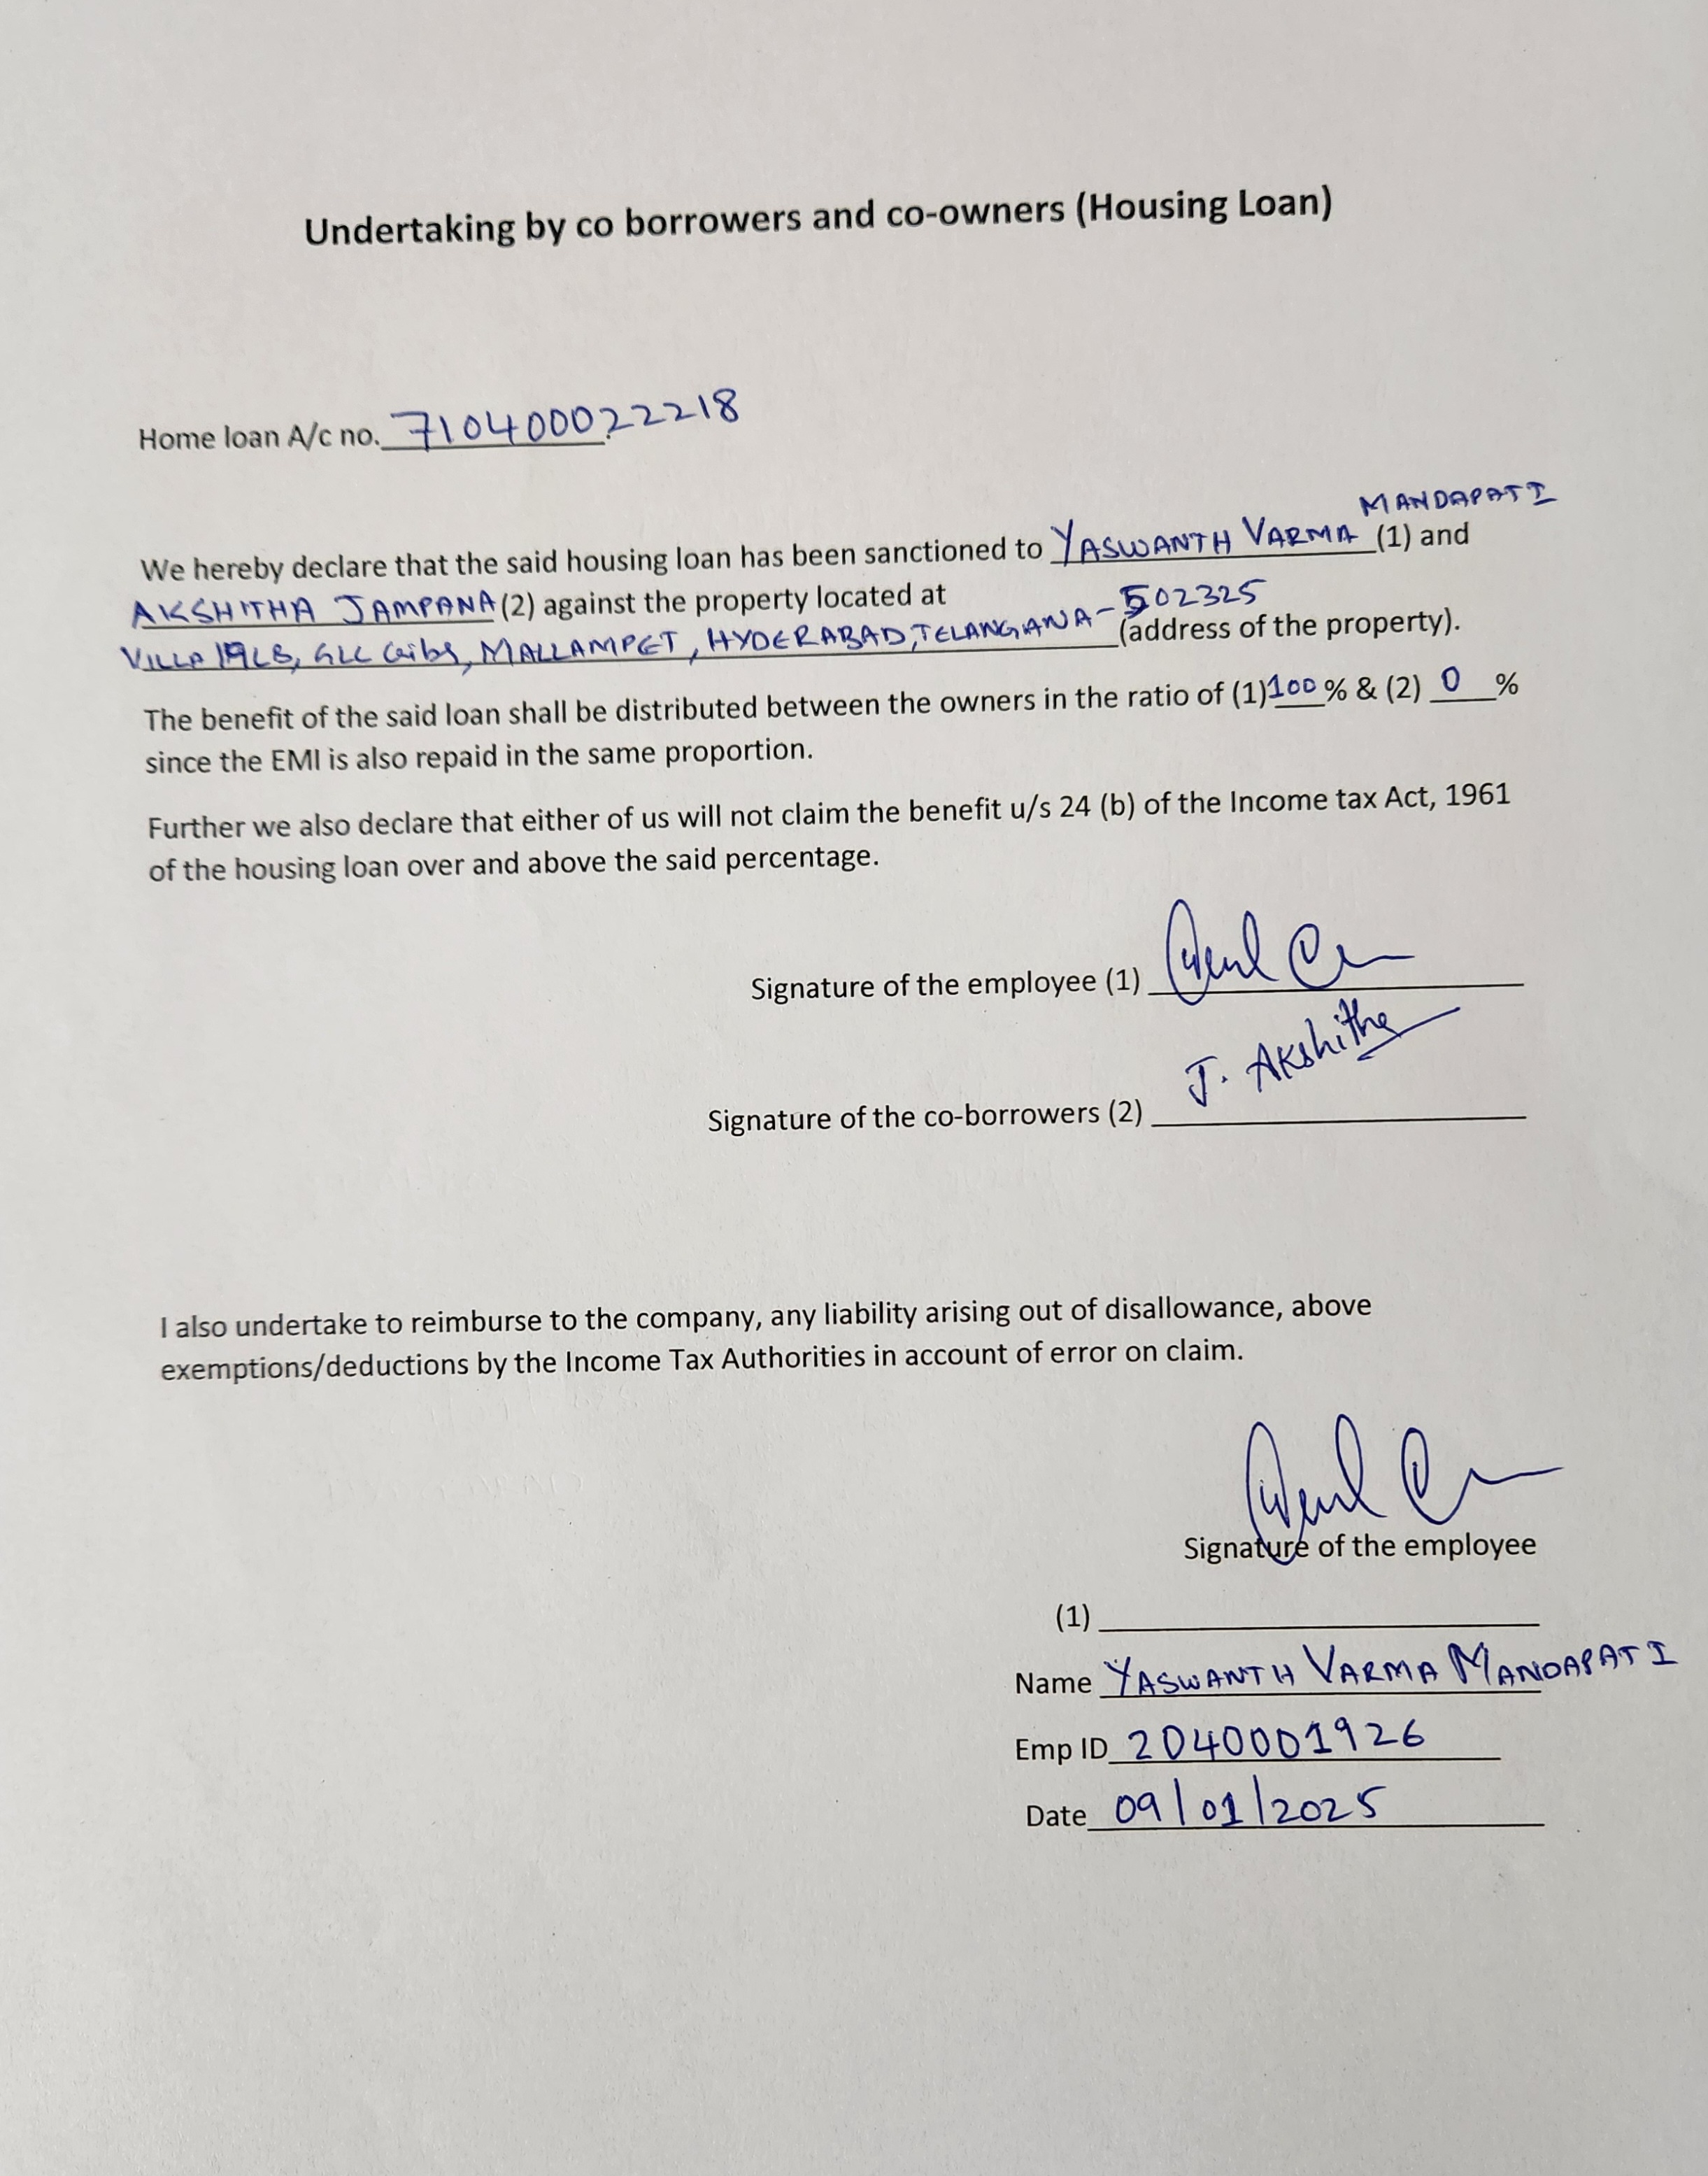 Undertaking by co borrowers and co-owners (Housing Loan)
Home loan A/c no. 710400022218
MANDAPATI
We hereby declare that the said housing loan has been sanctioned to YASWANTH VARMA (1) and
AKSHITHA JAMPANA (2) against the property located at
VILLA 19LB, GLC Cribs, MALLAMPET, HYDERABAD, TELANGANA - 502325 (address of the property).
The benefit of the said loan shall be distributed between the owners in the ratio of (1) 100 % & (2) 0 %
since the EMI is also repaid in the same proportion.
Further we also declare that either of us will not claim the benefit u/s 24 (b) of the Income tax Act, 1961
of the housing loan over and above the said percentage.
Signature of the employee (1)
J. Akshitha
Signature of the co-borrowers (2)
I also undertake to reimburse to the company, any liability arising out of disallowance, above
exemptions/deductions by the Income Tax Authorities in account of error on claim.
Signature of the employee
(1)
Name YASWANTH VARMA MANDAPATI
Emp ID 2040001926
Date 09/01/2025